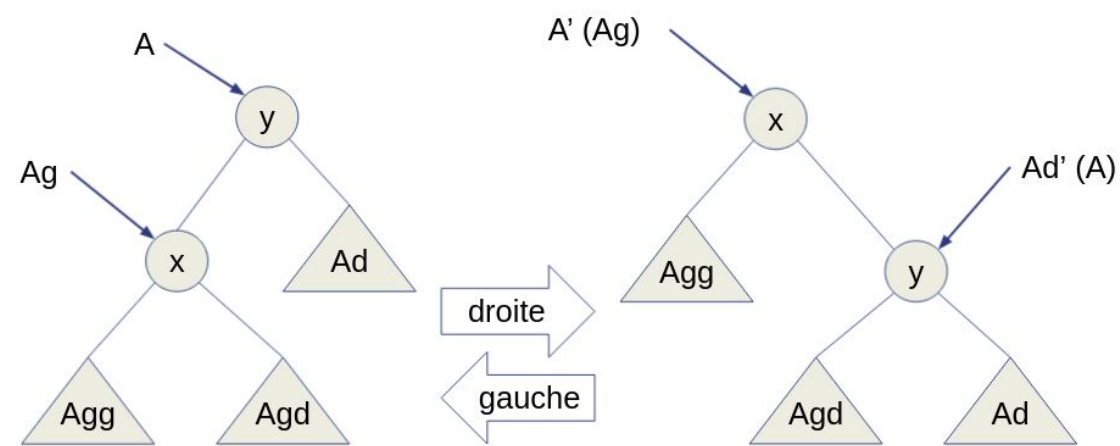 A
y
Ag
x
Ad
Agg
Agd
droite
gauche
A’ (Ag)
x
Ad’ (A)
Agg
y
Agd
Ad